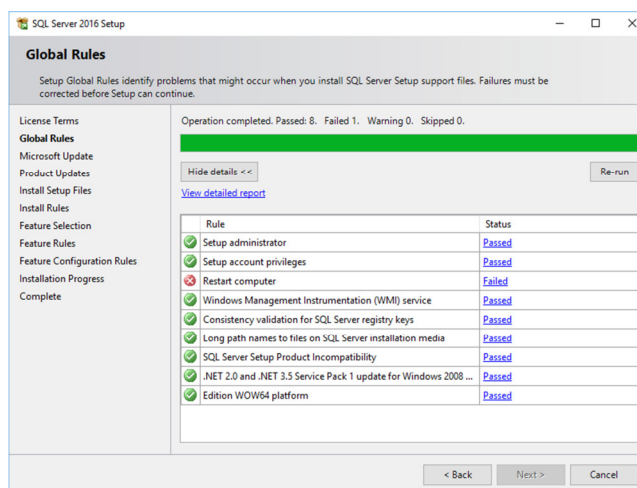 SQL Server 2016 Setup
Global Rules
Setup Global Rules identify problems that might occur when you install SQL Server Setup support files. Failures must be
corrected before Setup can continue.
License Terms
Global Rules
Microsoft Update
Product Updates
Install Setup Files
Install Rules
Feature Selection
Feature Rules
Feature Configuration Rules
Installation Progress
Complete
Operation completed. Passed: 8. Failed 1. Warning 0. Skipped 0.
Hide details <<
Re-run
View detailed report
Rule Status
Setup administrator Passed
Setup account privileges Passed
Restart computer Failed
Windows Management Instrumentation (WMI) service Passed
Consistency validation for SQL Server registry keys Passed
Long path names to files on SQL Server installation media Passed
SQL Server Setup Product Incompatibility Passed
.NET 2.0 and .NET 3.5 Service Pack 1 update for Windows 2008 ... Passed
Edition WOW64 platform Passed
< Back Next > Cancel